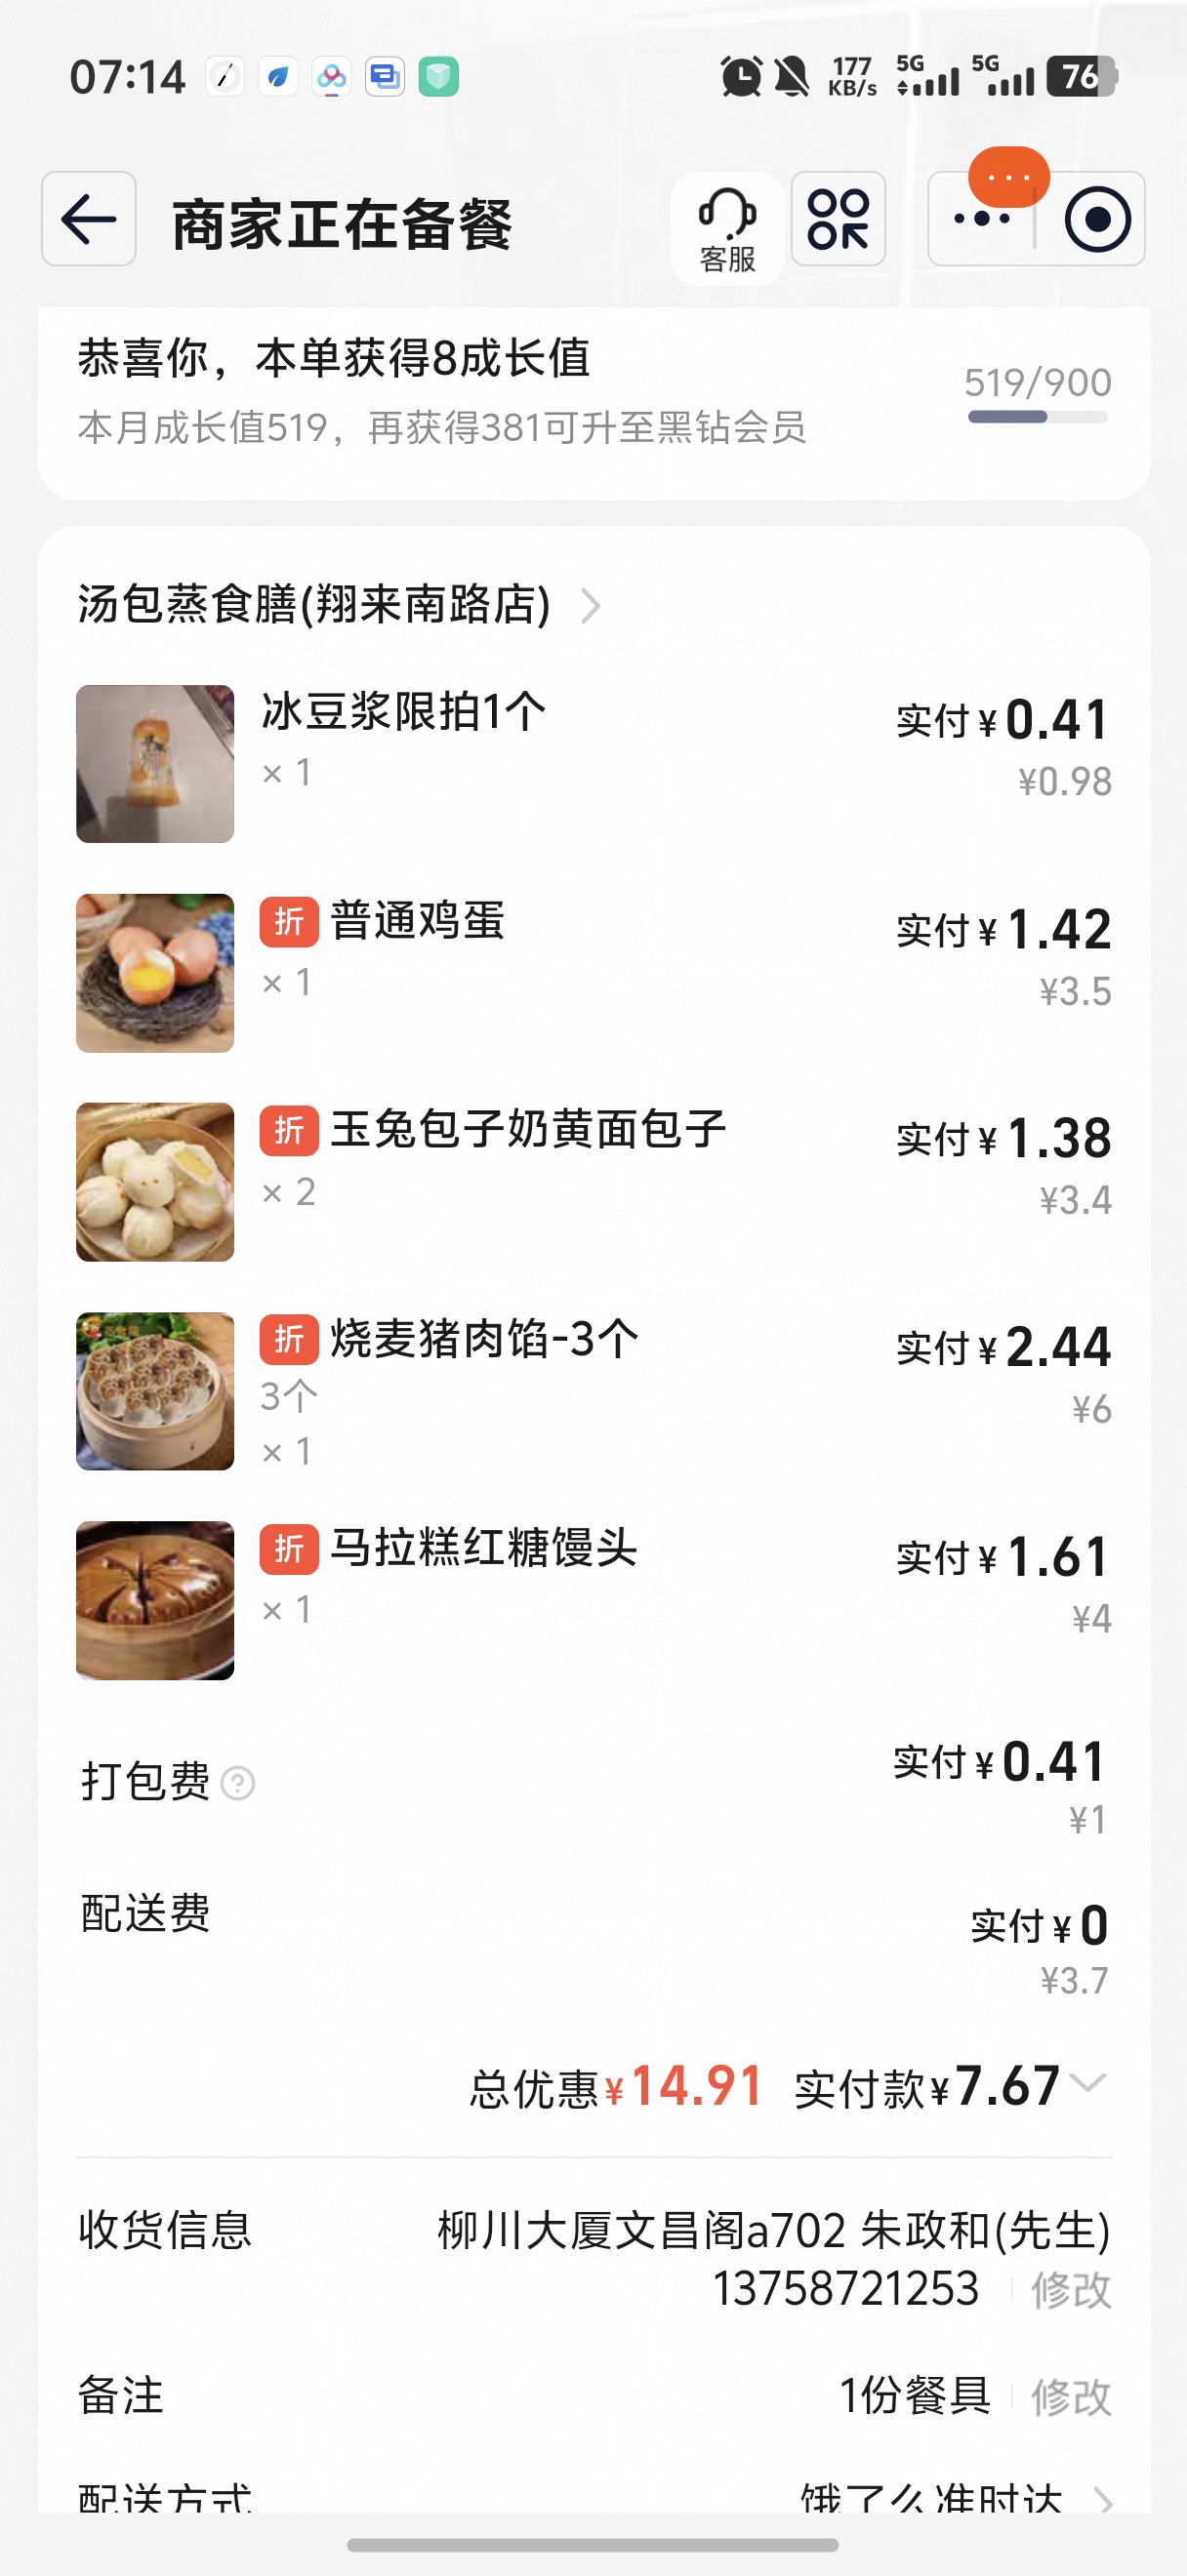 07:14 177 KB/s 5G 5G 76
商家正在备餐
客服
恭喜你，本单获得8成长值
519/900
本月成长值519，再获得381可升至黑钻会员
汤包蒸食膳(翔来南路店)
冰豆浆限拍1个 实付¥0.41
× 1 ¥0.98
折 普通鸡蛋 实付¥1.42
× 1 ¥3.5
折 玉兔包子奶黄面包子 实付¥1.38
× 2 ¥3.4
折 烧麦猪肉馅-3个 实付¥2.44
3个 ¥6
× 1
折 马拉糕红糖馒头 实付¥1.61
× 1 ¥4
打包费 ? 实付¥0.41
¥1
配送费 实付¥0
¥3.7
总优惠¥14.91 实付款¥7.67
收货信息 柳川大厦文昌阁a702 朱政和(先生)
13758721253 修改
备注 1份餐具 修改
配送方式 饿了么准时达